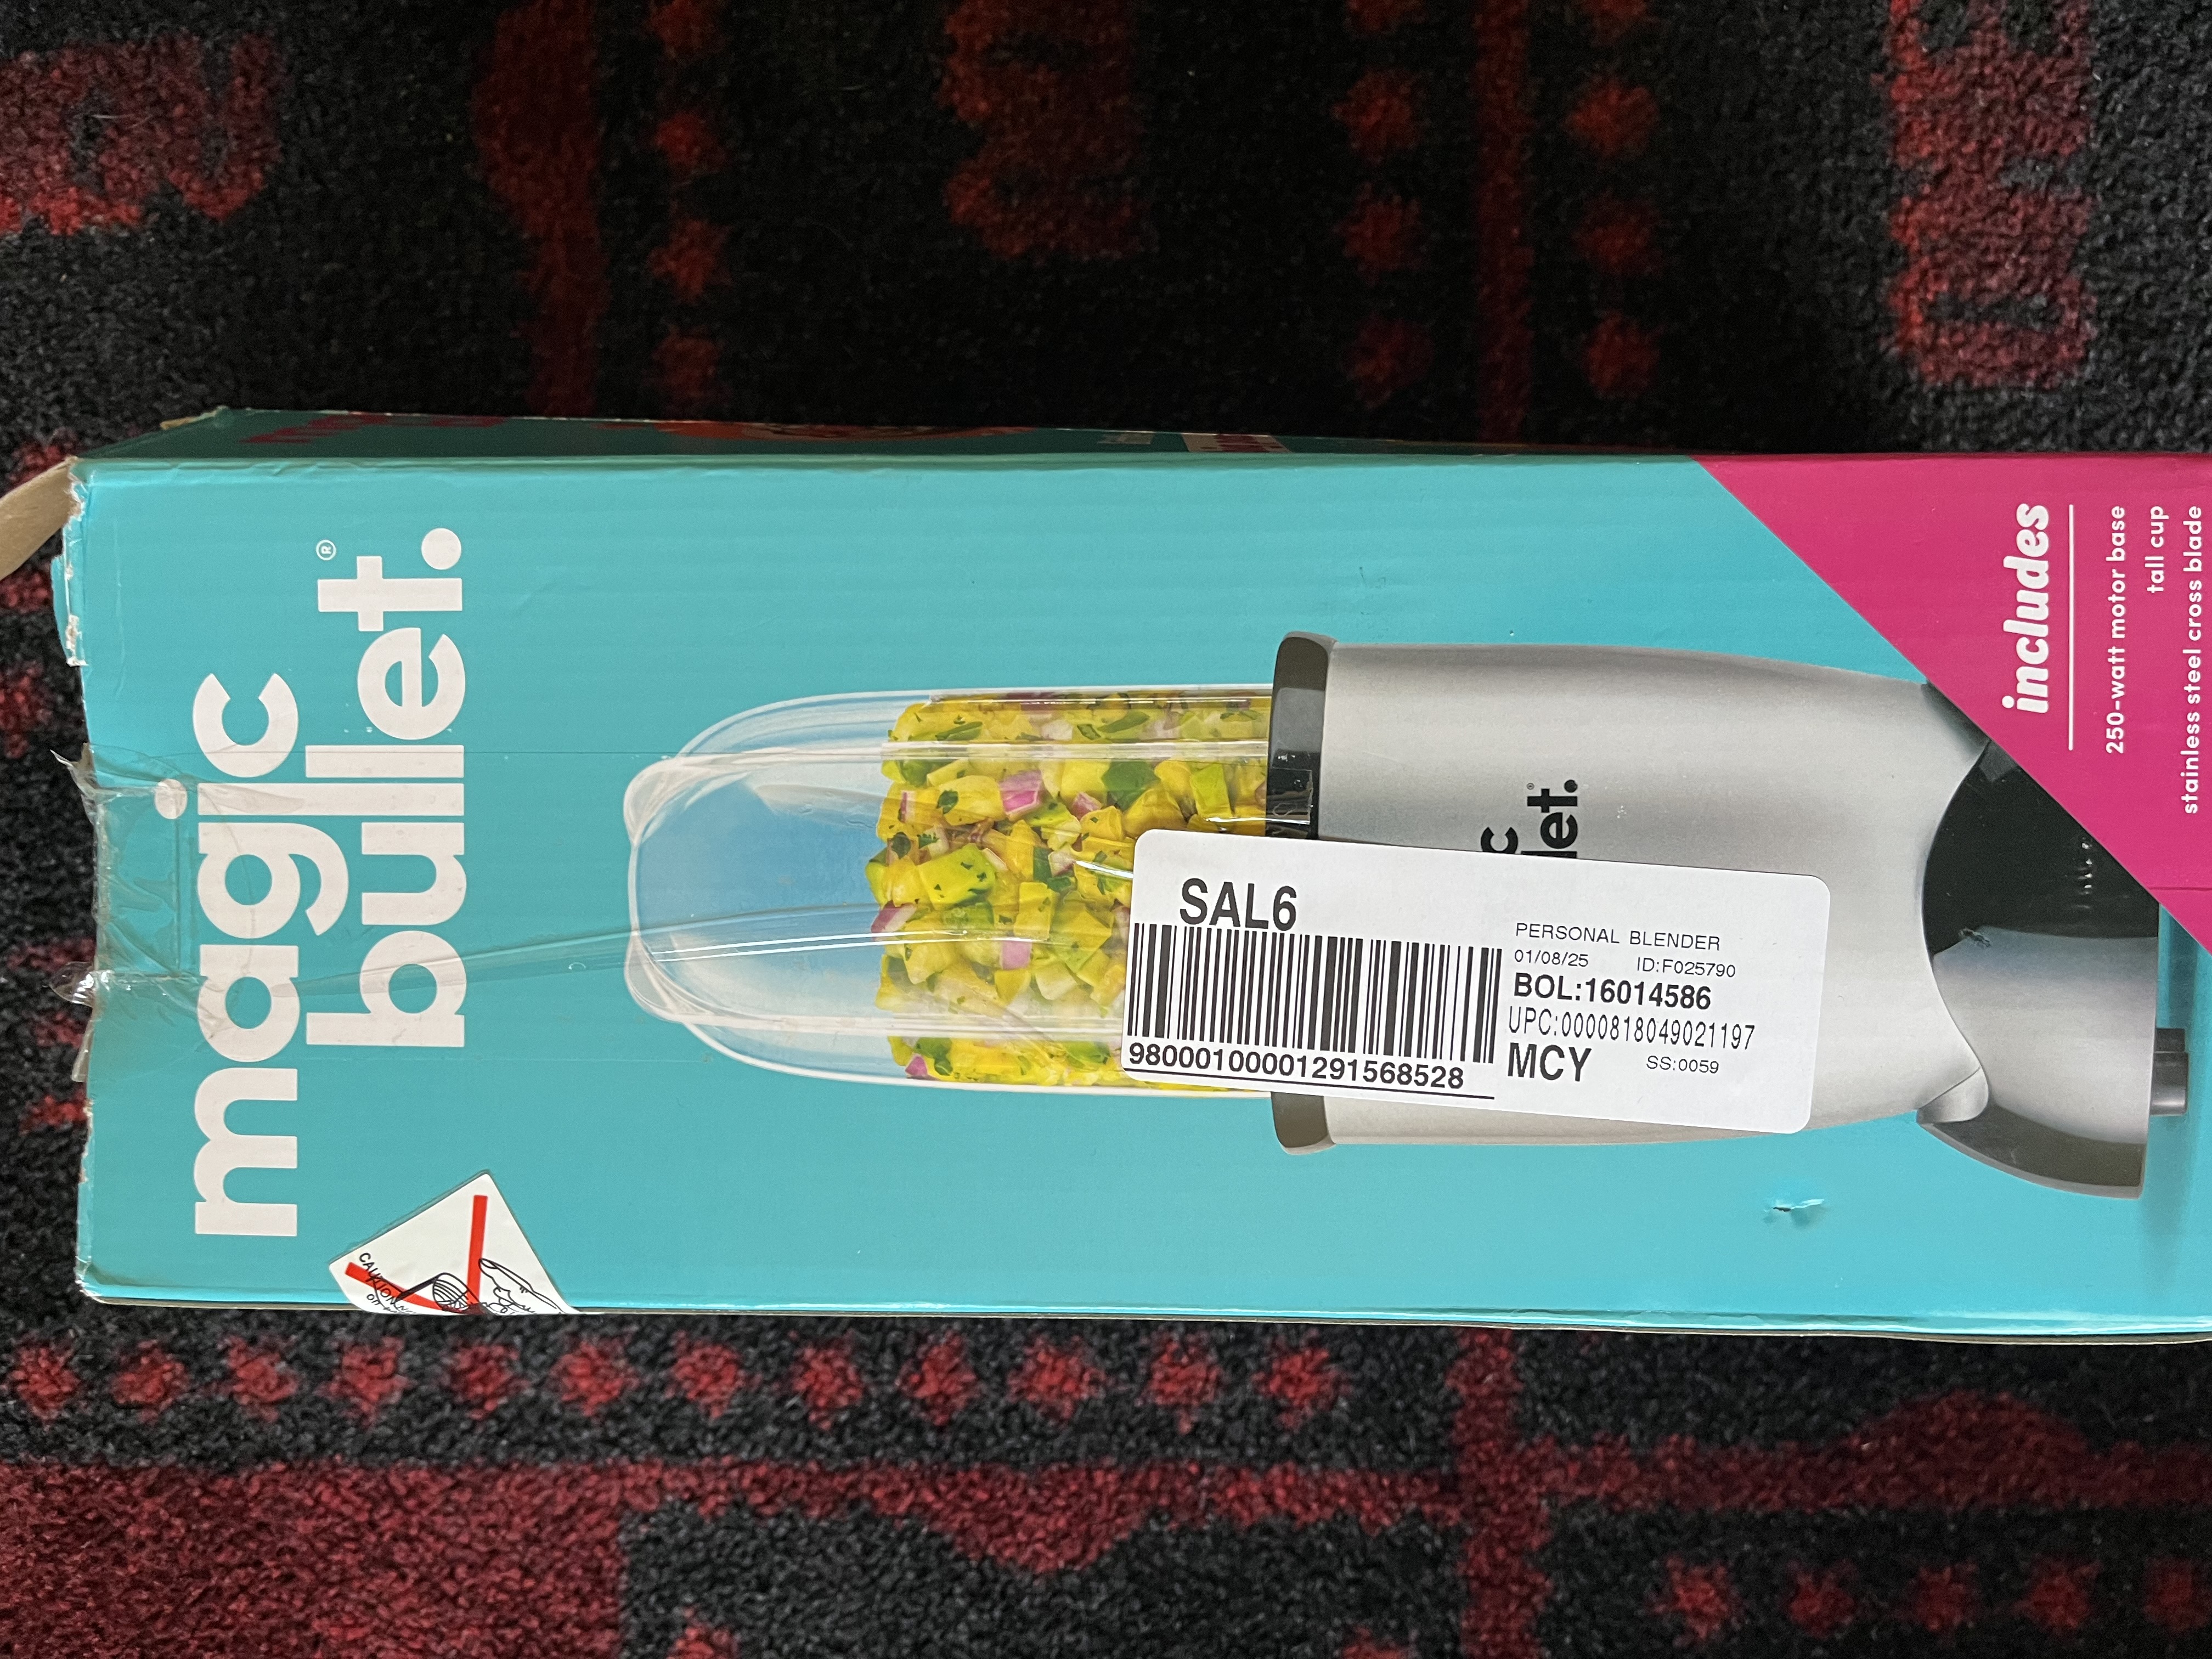 magic
bullet.®
includes
250-watt motor base
tall cup
stainless steel cross blade
SAL6
98000100001291568528
PERSONAL BLENDER
01/08/25 ID:F025790
BOL:16014586
UPC:0000818049021197
MCY SS:0059
CAUTION